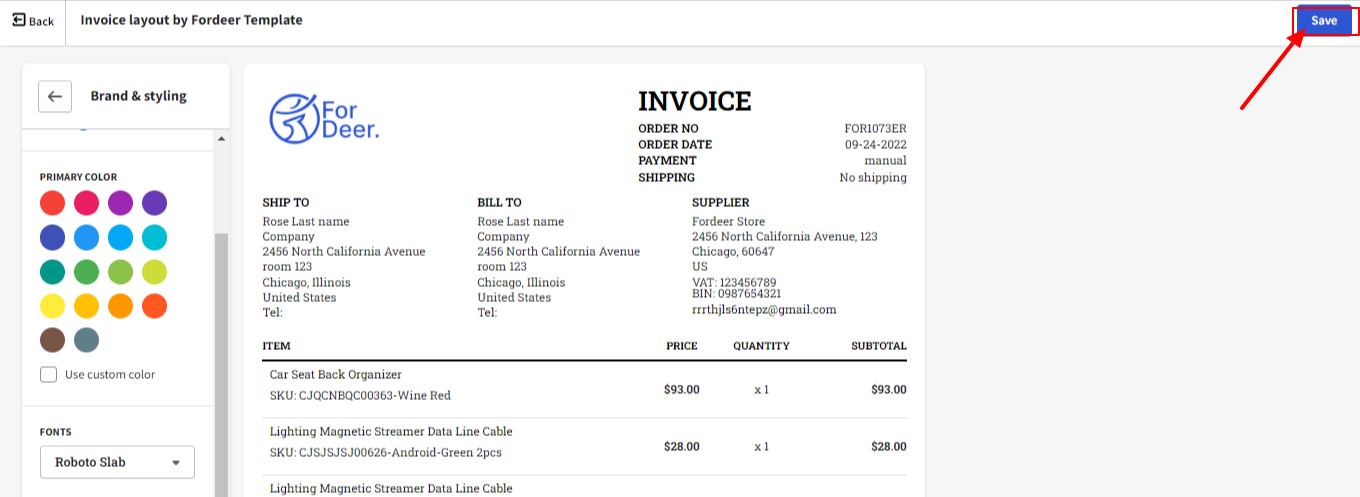 Back
Invoice layout by Fordeer Template
Save
Brand & styling
PRIMARY COLOR
Use custom color
FONTS
Roboto Slab
For
Deer.
INVOICE
ORDER NO FOR1073ER
ORDER DATE 09-24-2022
PAYMENT manual
SHIPPING No shipping
SHIP TO
Rose Last name
Company
2456 North California Avenue
room 123
Chicago, Illinois
United States
Tel:
BILL TO
Rose Last name
Company
2456 North California Avenue
room 123
Chicago, Illinois
United States
Tel:
SUPPLIER
Fordeer Store
2456 North California Avenue, 123
Chicago, 60647
US
VAT: 123456789
BIN: 0987654321
rrrthjls6ntepz@gmail.com
ITEM PRICE QUANTITY SUBTOTAL
Car Seat Back Organizer
SKU: CJQCNBQC00363-Wine Red
$93.00 x 1 $93.00
Lighting Magnetic Streamer Data Line Cable
SKU: CJSJSJSJ00626-Android-Green 2pcs
$28.00 x 1 $28.00
Lighting Magnetic Streamer Data Line Cable